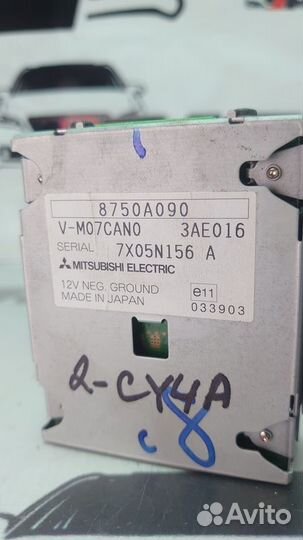 8750A090
V-M07CAN0 3AE016
SERIAL 7X05N156 A
MITSUBISHI ELECTRIC
12V NEG. GROUND
MADE IN JAPAN
e11
033903
2-CY4A
C 8
Avito